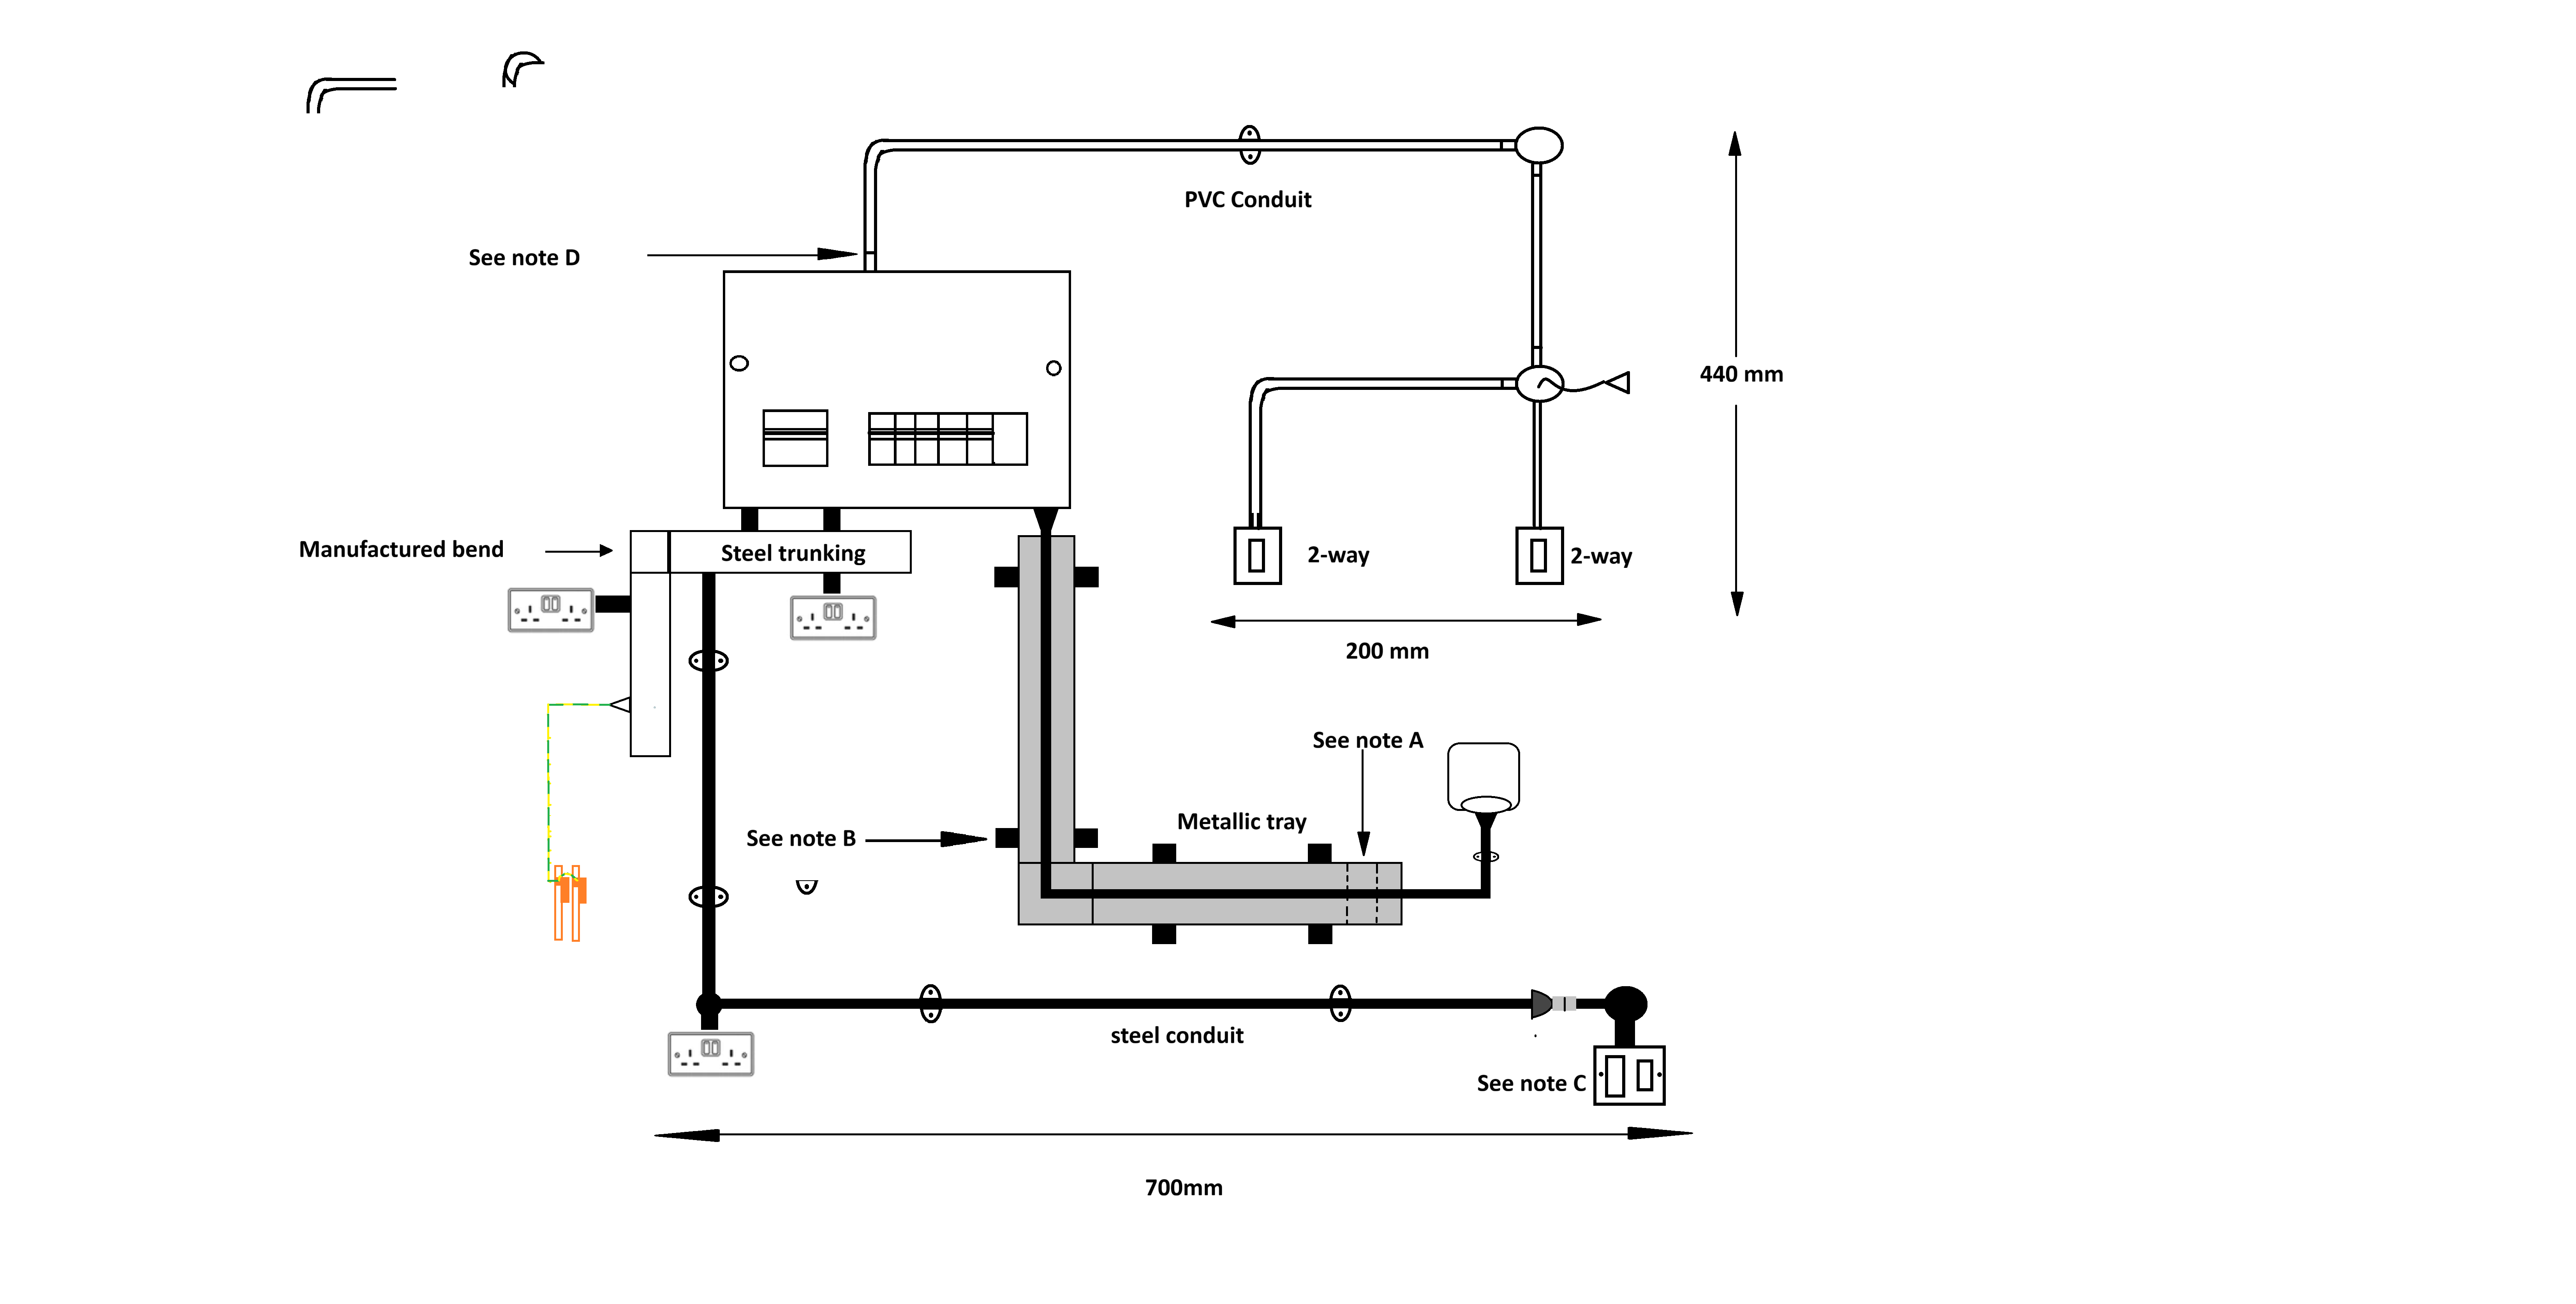 PVC Conduit
See note D
440 mm
Manufactured bend
Steel trunking
2-way
2-way
200 mm
See note A
Metallic tray
See note B
steel conduit
See note C
700mm